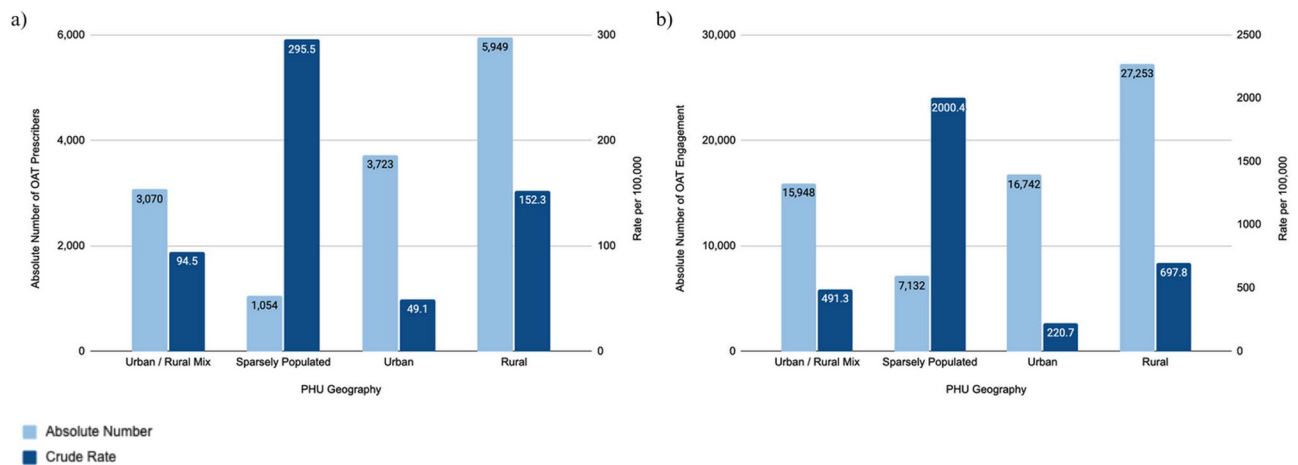 a)
Absolute Number of OAT Prescribers
6,000
4,000
2,000
0
300
200
100
0
Rate per 100,000
3,070
94.5
1,054
295.5
3,723
49.1
5,949
152.3
Urban / Rural Mix
Sparsely Populated
Urban
Rural
PHU Geography
b)
Absolute Number of OAT Engagement
30,000
20,000
10,000
0
2500
2000
1500
1000
500
0
Rate per 100,000
15,948
491.3
7,132
2000.4
16,742
220.7
27,253
697.8
Urban / Rural Mix
Sparsely Populated
Urban
Rural
PHU Geography
Absolute Number
Crude Rate